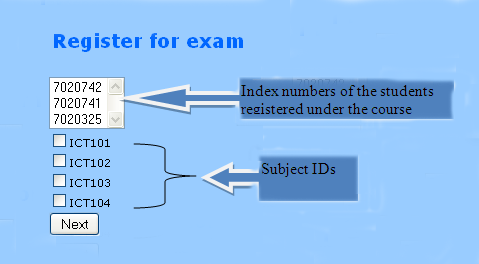 Register for exam
7020742
7020741
7020325
Index numbers of the students
registered under the course
ICT101
ICT102
ICT103
ICT104
Subject IDs
Next